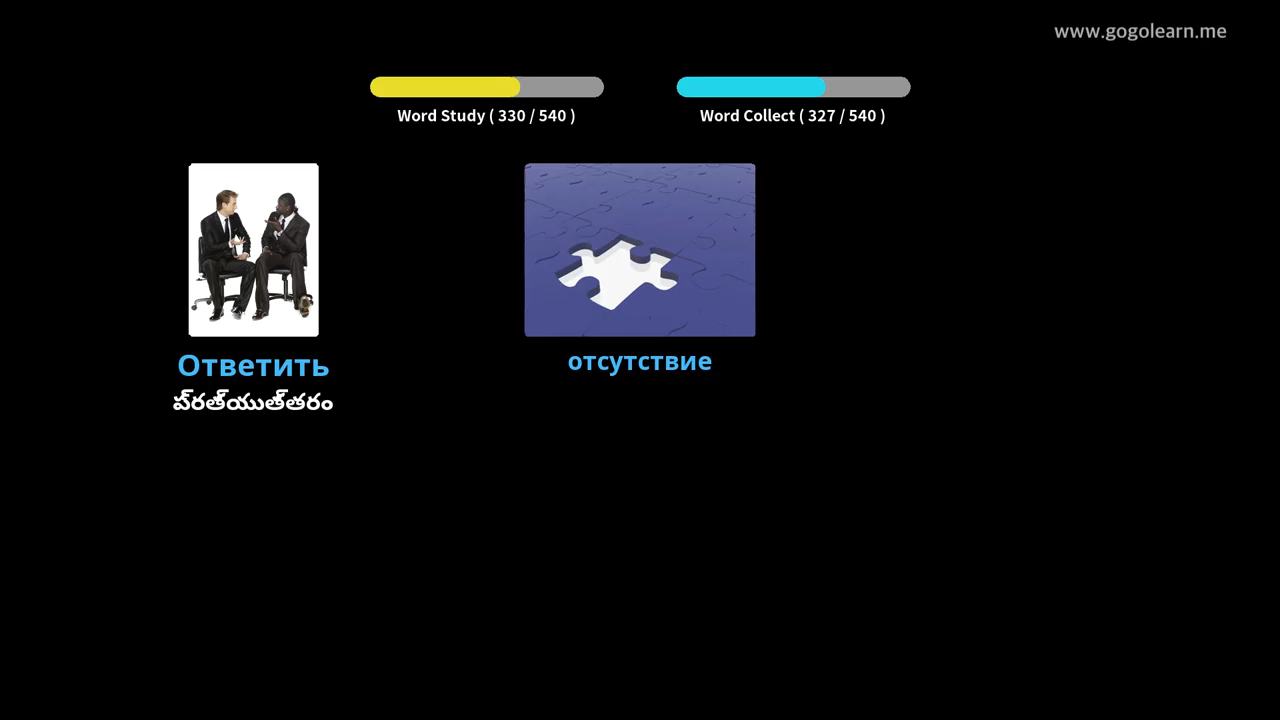 www.gogolearn.me
Word Study ( 330 / 540 )
Word Collect ( 327 / 540 )
Ответить
отсутствие
ప్రత్యుత్తరం